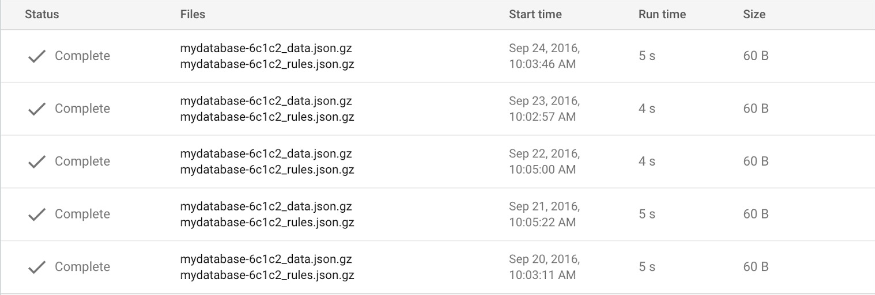 Status Files Start time Run time Size
Complete mydatabase-6c1c2_data.json.gz mydatabase-6c1c2_rules.json.gz Sep 24, 2016, 10:03:46 AM 5 s 60 B
Complete mydatabase-6c1c2_data.json.gz mydatabase-6c1c2_rules.json.gz Sep 23, 2016, 10:02:57 AM 4 s 60 B
Complete mydatabase-6c1c2_data.json.gz mydatabase-6c1c2_rules.json.gz Sep 22, 2016, 10:05:00 AM 4 s 60 B
Complete mydatabase-6c1c2_data.json.gz mydatabase-6c1c2_rules.json.gz Sep 21, 2016, 10:05:22 AM 5 s 60 B
Complete mydatabase-6c1c2_data.json.gz mydatabase-6c1c2_rules.json.gz Sep 20, 2016, 10:03:11 AM 5 s 60 B